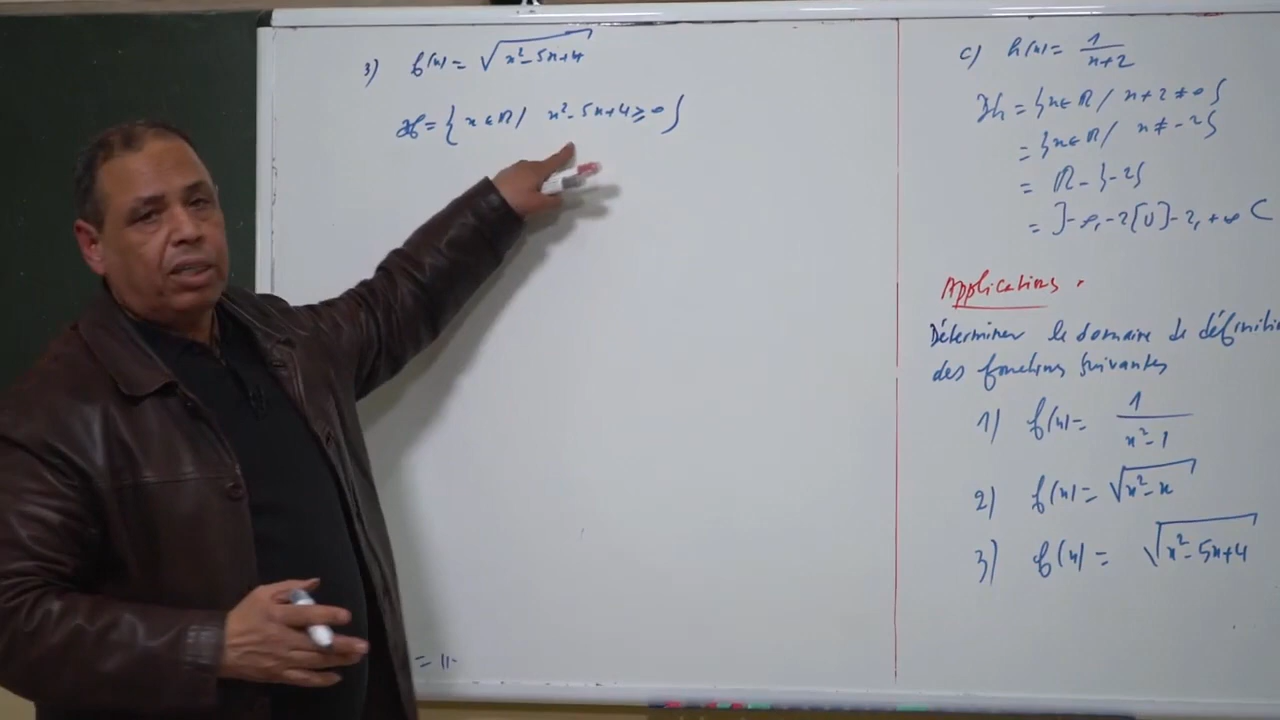 3) f(x) = √x²-5x+4
Df = { x ∈ ℝ / x²-5x+4 ≥ 0 }
= 11-
c) h(x) = 1/x+2
Dh = {x ∈ ℝ / x+2 ≠ 0}
= {x ∈ ℝ / x ≠ -2}
= ℝ - {-2}
= ]-∞, -2[ U ]-2, +∞ [
Applications.
Déterminer le domaine de définition
des fonctions suivantes
1) f(x) = 1/x²-1
2) f(x) = √x²-x
3) f(x) = √x²-5x+4